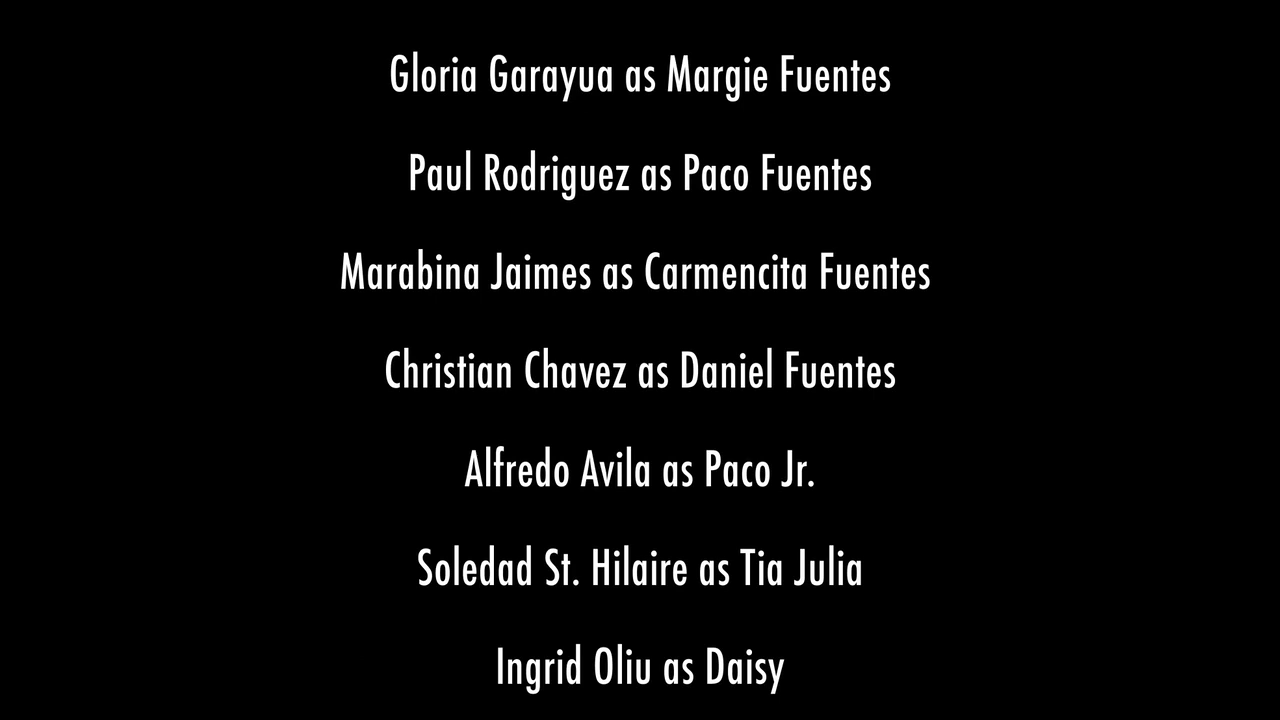 Gloria Garayua as Margie Fuentes
Paul Rodriguez as Paco Fuentes
Marabina Jaimes as Carmencita Fuentes
Christian Chavez as Daniel Fuentes
Alfredo Avila as Paco Jr.
Soledad St. Hilaire as Tia Julia
Ingrid Oliu as Daisy